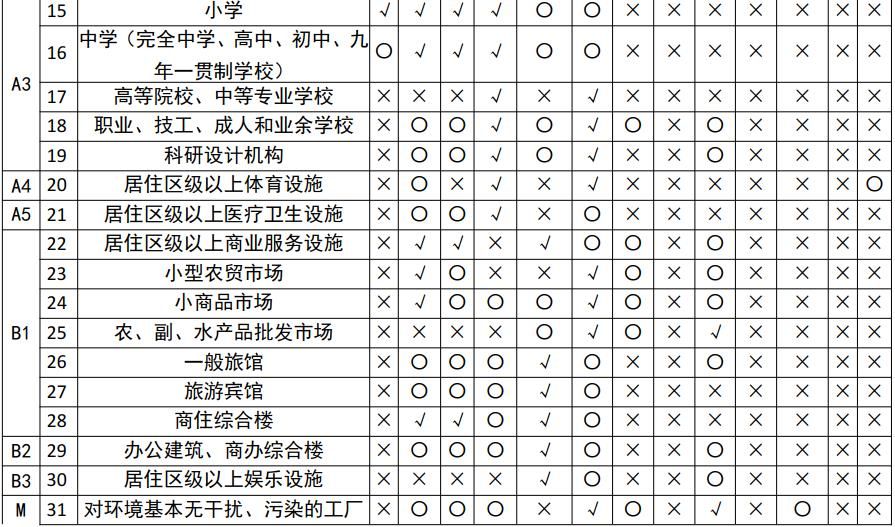 15 小学 √ √ √ √ ○ ○ × × × × × × ×
A3 16 中学（完全中学、高中、初中、九
年一贯制学校） ○ √ √ √ ○ ○ × × × × × × ×
17 高等院校、中等专业学校 × × × √ × √ × × × × × × ×
18 职业、技工、成人和业余学校 × ○ ○ √ ○ √ ○ × ○ × × × ×
19 科研设计机构 × ○ ○ √ ○ √ × × ○ × × × ×
A4 20 居住区级以上体育设施 × ○ × √ × √ × × × × × × ○
A5 21 居住区级以上医疗卫生设施 × ○ ○ √ × ○ × × × × × × ×
B1 22 居住区级以上商业服务设施 × √ √ × √ ○ ○ × ○ × × × ×
23 小型农贸市场 × √ ○ × × √ ○ × ○ × × × ×
24 小商品市场 × √ ○ ○ ○ √ ○ × ○ × × × ×
25 农、副、水产品批发市场 × × × × ○ √ ○ × √ × × × ×
26 一般旅馆 × ○ ○ ○ √ ○ × × ○ × × × ×
27 旅游宾馆 × ○ ○ ○ √ ○ × × × × × × ×
28 商住综合楼 × √ √ ○ √ ○ × × × × × × ×
B2 29 办公建筑、商办综合楼 × ○ ○ ○ √ ○ × × ○ × × × ×
B3 30 居住区级以上娱乐设施 × × × × √ ○ × × ○ × × × ×
M 31 对环境基本无干扰、污染的工厂 × ○ ○ ○ × √ ○ × √ × ○ × ×